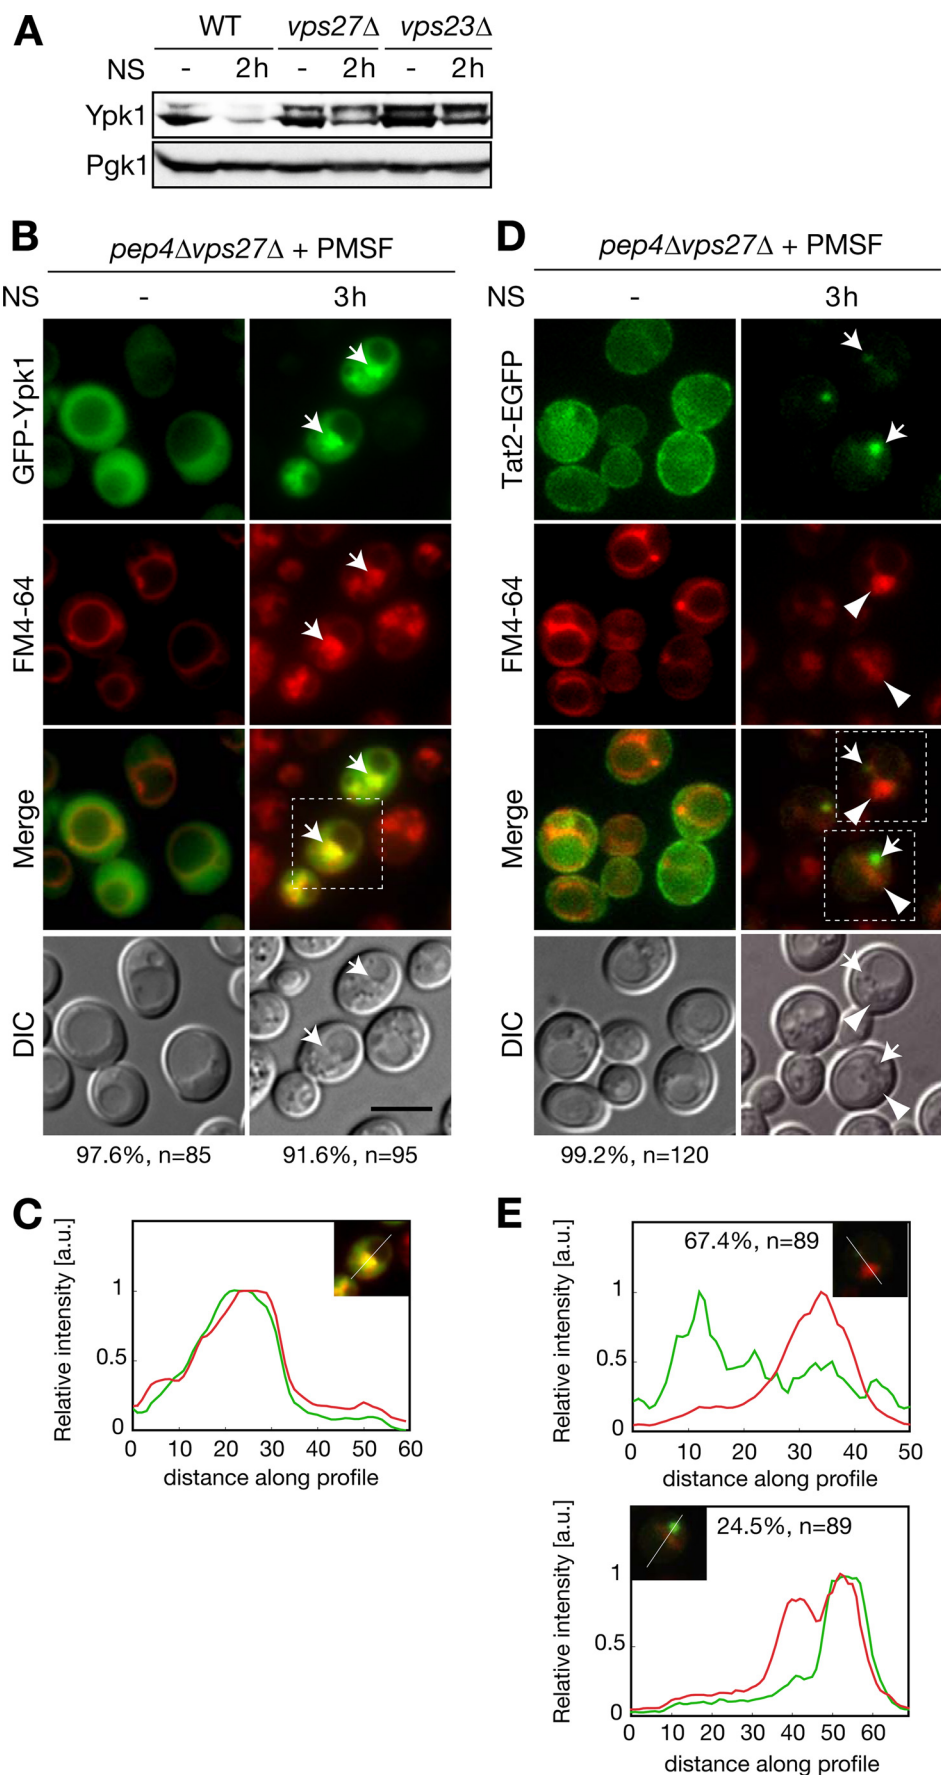 A
WT vps27Δ vps23Δ
NS - 2h - 2h - 2h
Ypk1
Pgk1
B
pep4Δvps27Δ + PMSF
NS - 3h
GFP-Ypk1
FM4-64
Merge
DIC
97.6%, n=85 91.6%, n=95
D
pep4Δvps27Δ + PMSF
NS - 3h
Tat2-EGFP
FM4-64
Merge
DIC
99.2%, n=120
C
Relative intensity [a.u.]
1
0.5
0
0 10 20 30 40 50 60
distance along profile
E
67.4%, n=89
Relative intensity [a.u.]
1
0.5
0
0 10 20 30 40 50
distance along profile
24.5%, n=89
Relative intensity [a.u.]
1
0.5
0
0 10 20 30 40 50 60
distance along profile